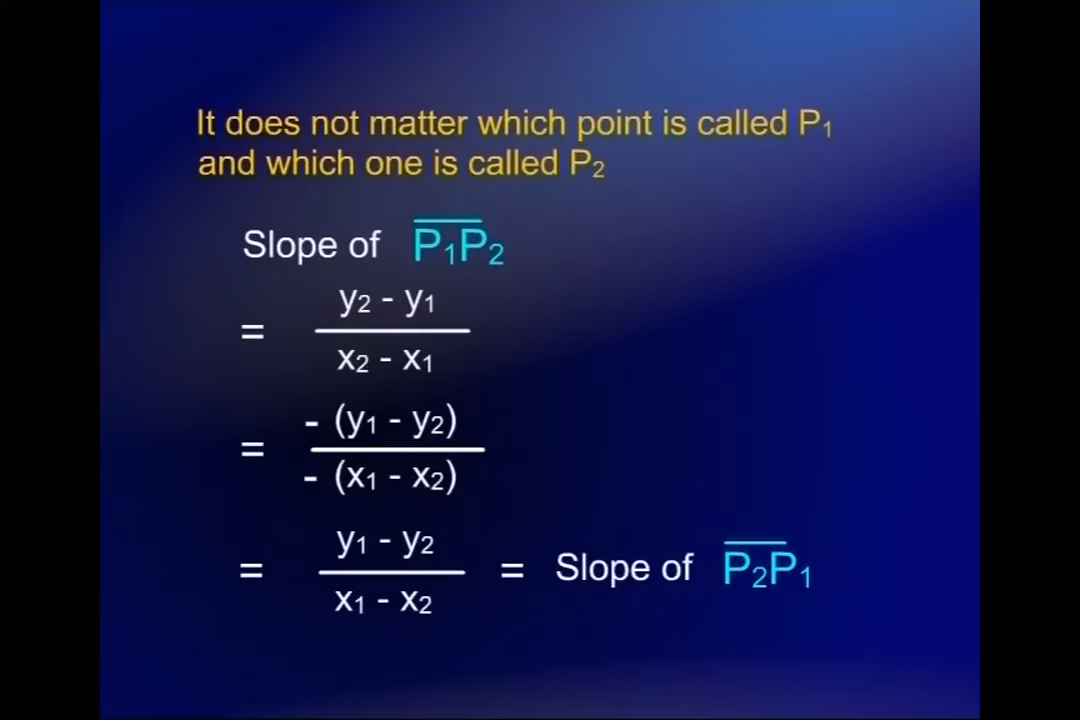 It does not matter which point is called P₁
and which one is called P₂
Slope of P₁P₂
= y₂ - y₁ / x₂ - x₁
= - (y₁ - y₂) / - (x₁ - x₂)
= y₁ - y₂ / x₁ - x₂ = Slope of P₂P₁